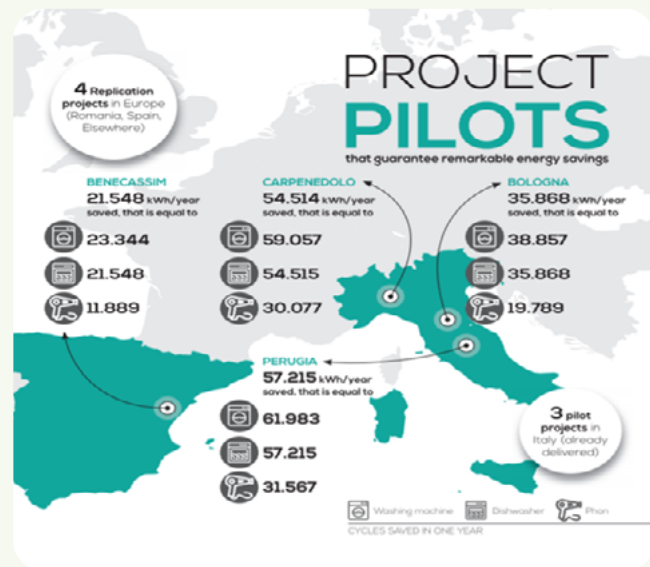 PROJECT
PILOTS
that guarantee remarkable energy savings
4 Replication
projects in Europe
(Romania, Spain,
Elsewhere)
BENECASSIM
21.548 kWh/year
saved, that is equal to
23.344
21.548
11.889
CARPENEDOLO
54.514 kWh/year
saved, that is equal to
59.057
54.515
30.077
BOLOGNA
35.868 kWh/year
saved, that is equal to
38.857
35.868
19.789
PERUGIA
57.215 kWh/year
saved, that is equal to
61.983
57.215
31.567
3 pilot
projects in
Italy (already
delivered)
Washing machine
Dishwasher
Phon
CYCLES SAVED IN ONE YEAR